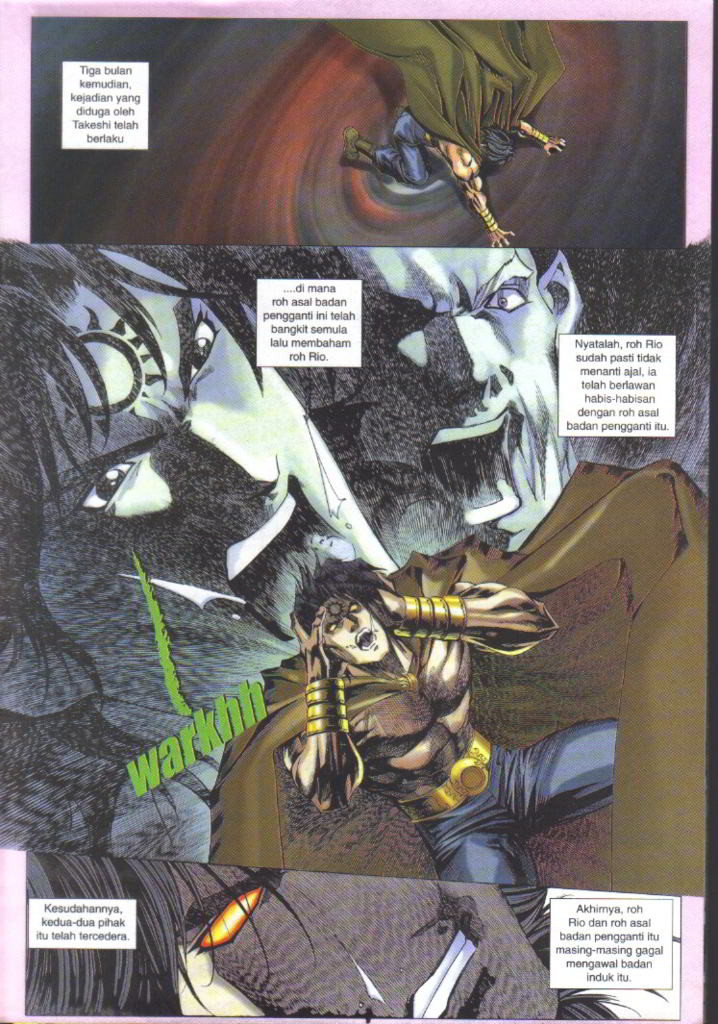 Tiga bulan
kemudian,
kejadian yang
diduga oleh
Takeshi telah
berlaku
....di mana
roh asal badan
pengganti ini telah
bangkit semula
lalu membaham
roh Rio.
Nyatalah, roh Rio
sudah pasti tidak
menanti ajal, ia
telah berlawan
habis-habisan
dengan roh asal
badan pengganti itu.
warkhh
Kesudahannya,
kedua-dua pihak
itu telah tercedera.
Akhirnya, roh
Rio dan roh asal
badan pengganti itu
masing-masing gagal
mengawal badan
induk itu.